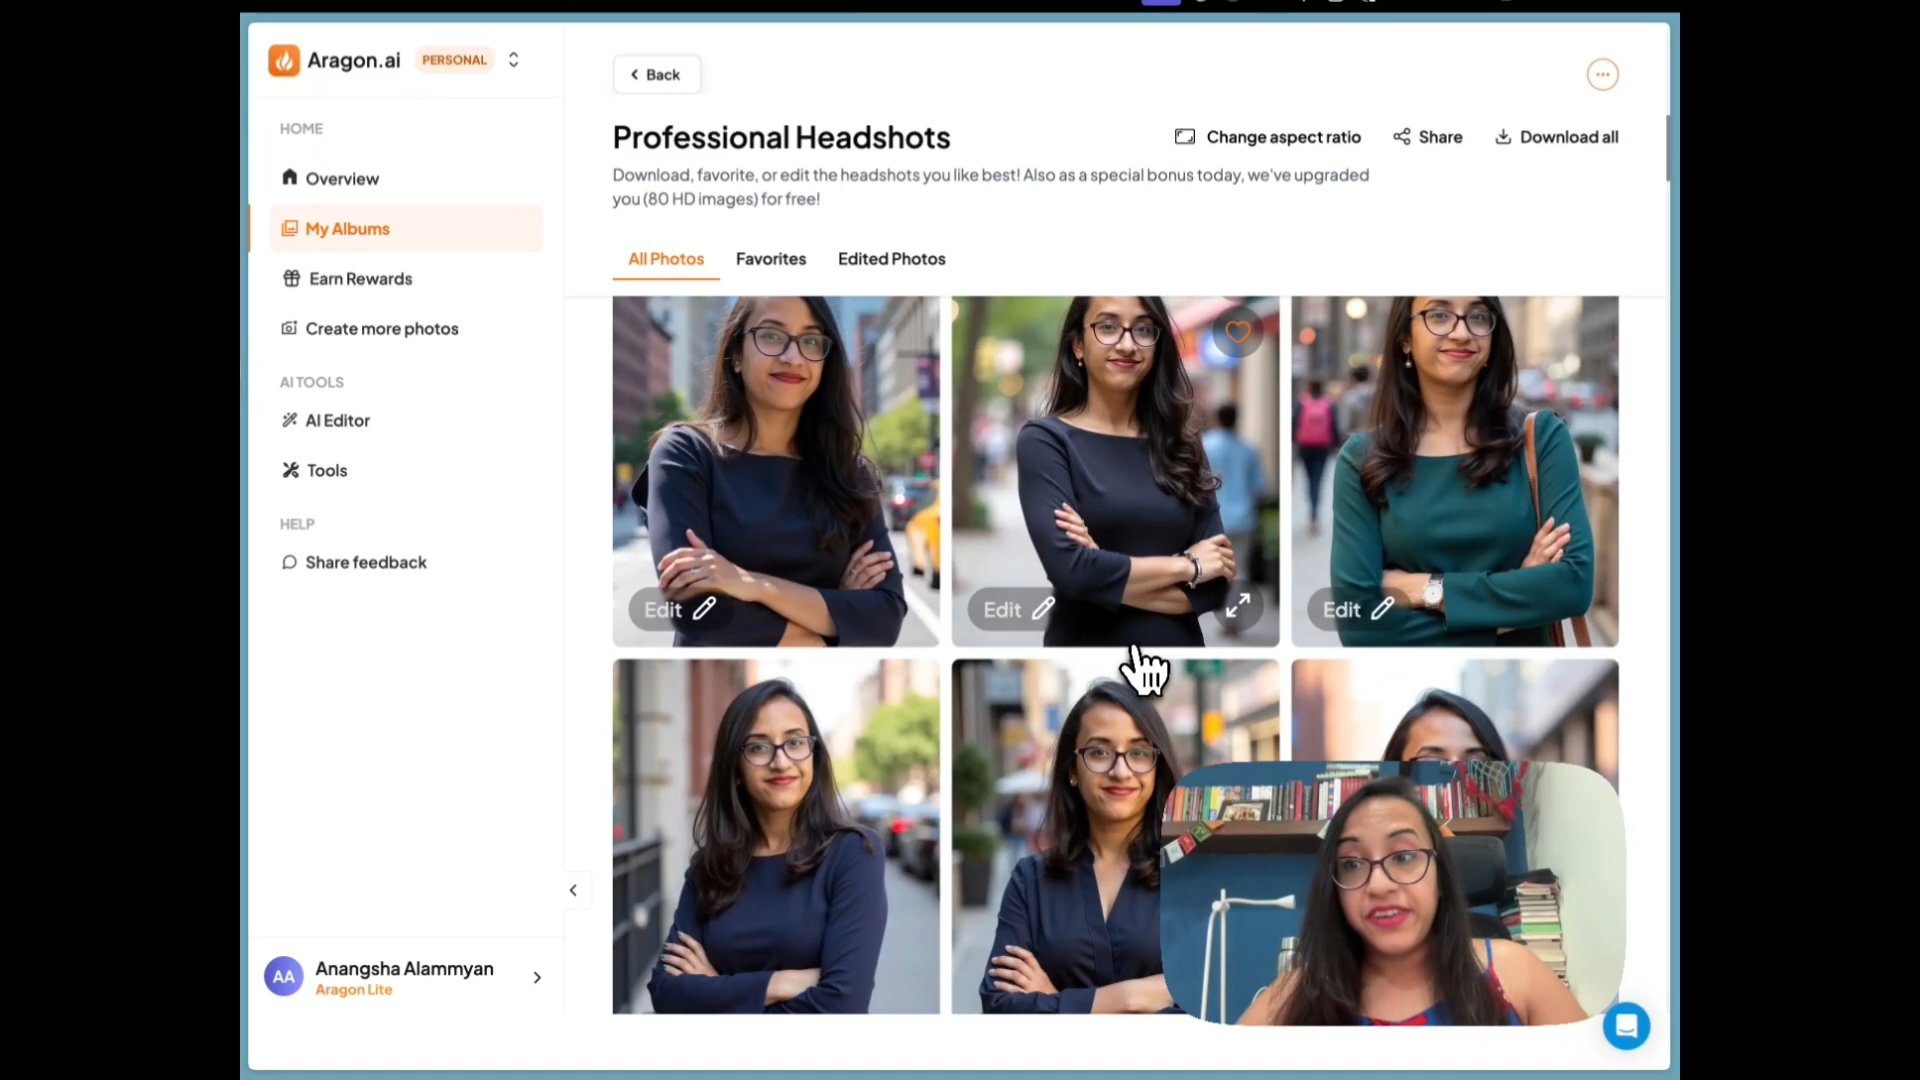 Aragon.ai
PERSONAL
HOME
Overview
My Albums
Earn Rewards
Create more photos
AI TOOLS
AI Editor
Tools
HELP
Share feedback
AA
Anangsha Alammyan
Aragon Lite
Back
Professional Headshots
Change aspect ratio
Share
Download all
Download, favorite, or edit the headshots you like best! Also as a special bonus today, we've upgraded
you (80 HD images) for free!
All Photos
Favorites
Edited Photos
Edit
Edit
Edit